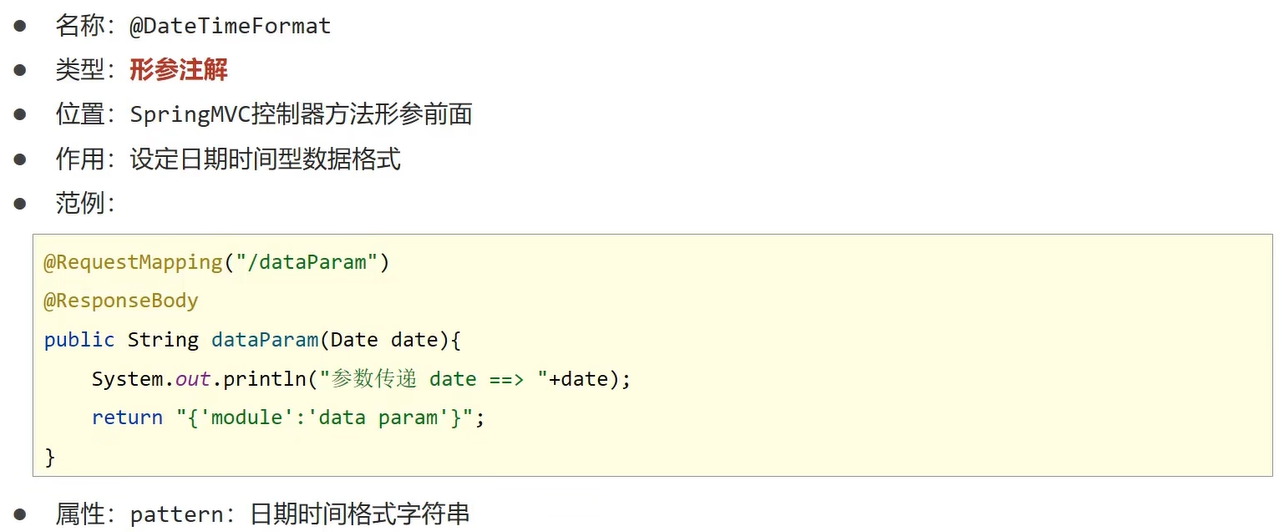 ● 名称：@DateTimeFormat
● 类型：形参注解
● 位置：SpringMVC控制器方法形参前面
● 作用：设定日期时间型数据格式
● 范例：
@RequestMapping("/dataParam")
@ResponseBody
public String dataParam(Date date){
    System.out.println("参数传递 date ==> "+date);
    return "{'module':'data param'}";
}
● 属性：pattern：日期时间格式字符串